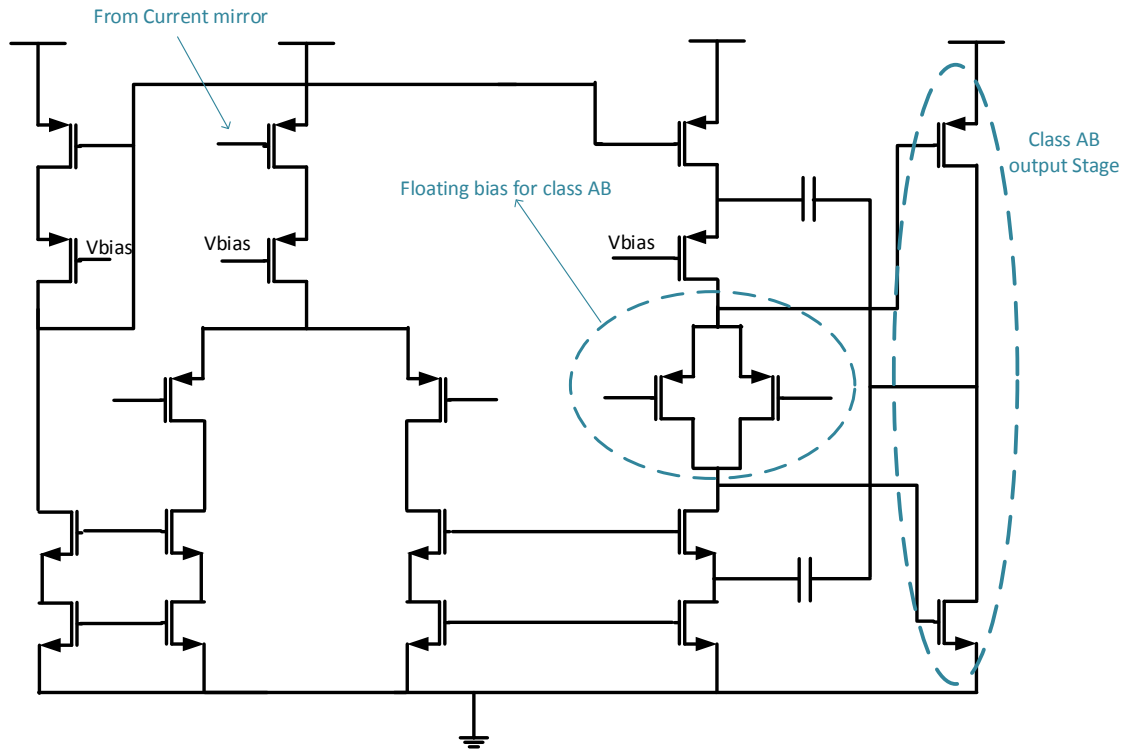 From Current mirror
Class AB
output Stage
Floating bias for class AB
Vbias
Vbias
Vbias